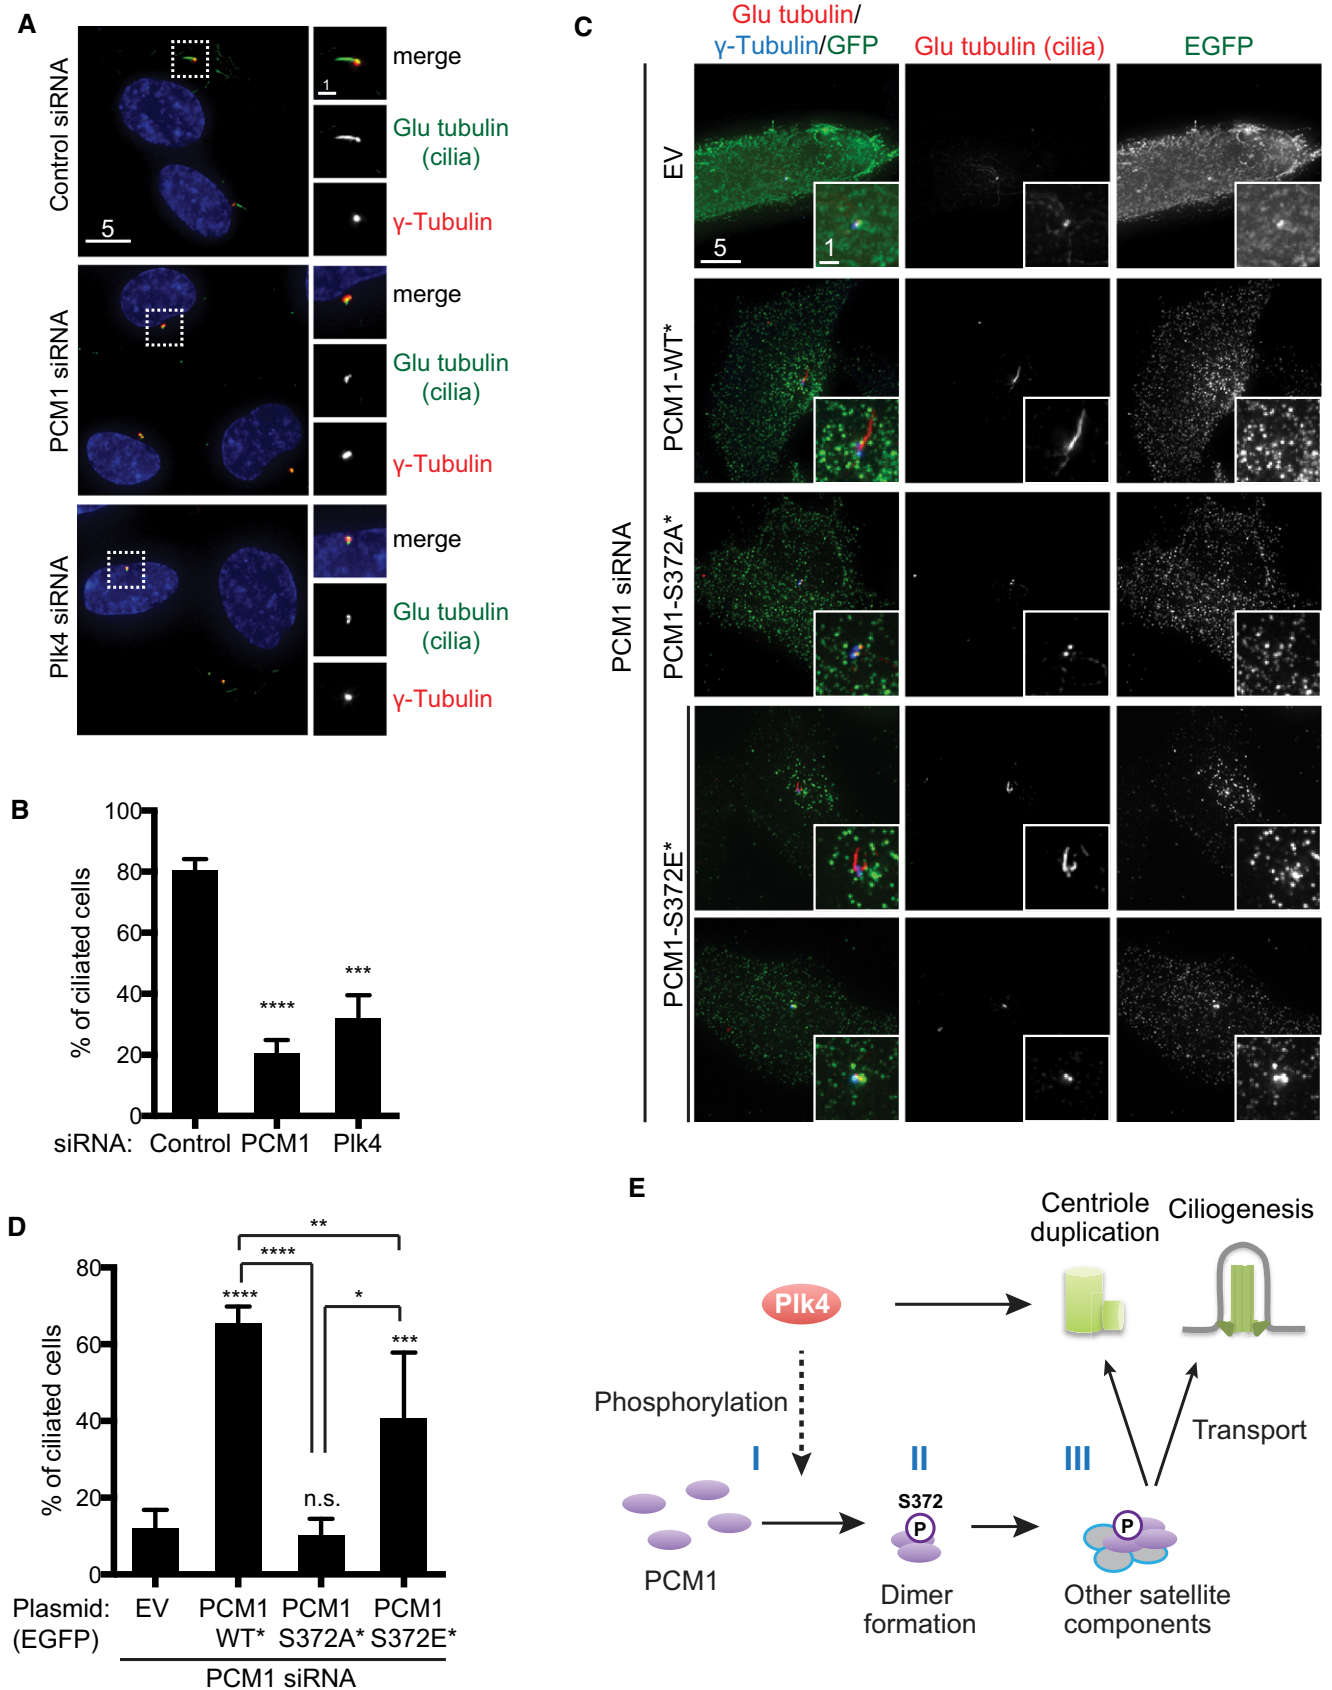 A
Control siRNA
5
1
merge
Glu tubulin
(cilia)
γ-Tubulin
PCM1 siRNA
merge
Glu tubulin
(cilia)
γ-Tubulin
Plk4 siRNA
merge
Glu tubulin
(cilia)
γ-Tubulin
B
% of ciliated cells
100
80
60
40
20
0
****
***
siRNA: Control PCM1 Plk4
C
Glu tubulin/
γ-Tubulin/GFP
Glu tubulin (cilia)
EGFP
PCM1 siRNA
EV
5
1
PCM1-WT*
PCM1-S372A*
PCM1-S372E*
D
% of ciliated cells
80
60
40
20
0
**
****
*
****
n.s.
***
Plasmid:
(EGFP)
EV
PCM1
WT*
PCM1
S372A*
PCM1
S372E*
PCM1 siRNA
E
Centriole
duplication
Ciliogenesis
Plk4
Phosphorylation
Transport
I
II
III
S372
P
P
PCM1
Dimer
formation
Other satellite
components